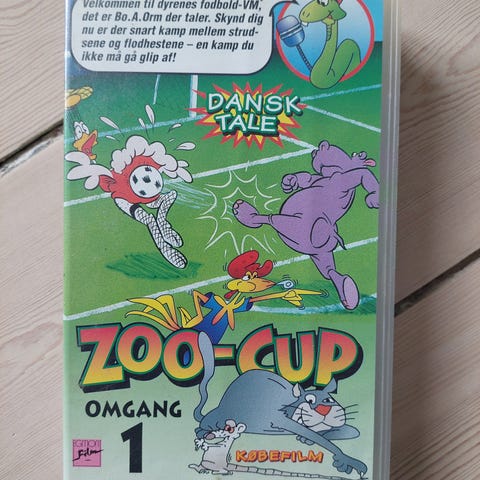 Velkommen til dyrenes fodbold-VM,
det er Bo.A.Orm der taler. Skynd dig
nu er der snart kamp mellem strud-
sene og flodhestene – en kamp du
ikke må gå glip af!
DANSK
TALE
ZOO-CUP
OMGANG
1
KØBEFILM
EGMONT
Film